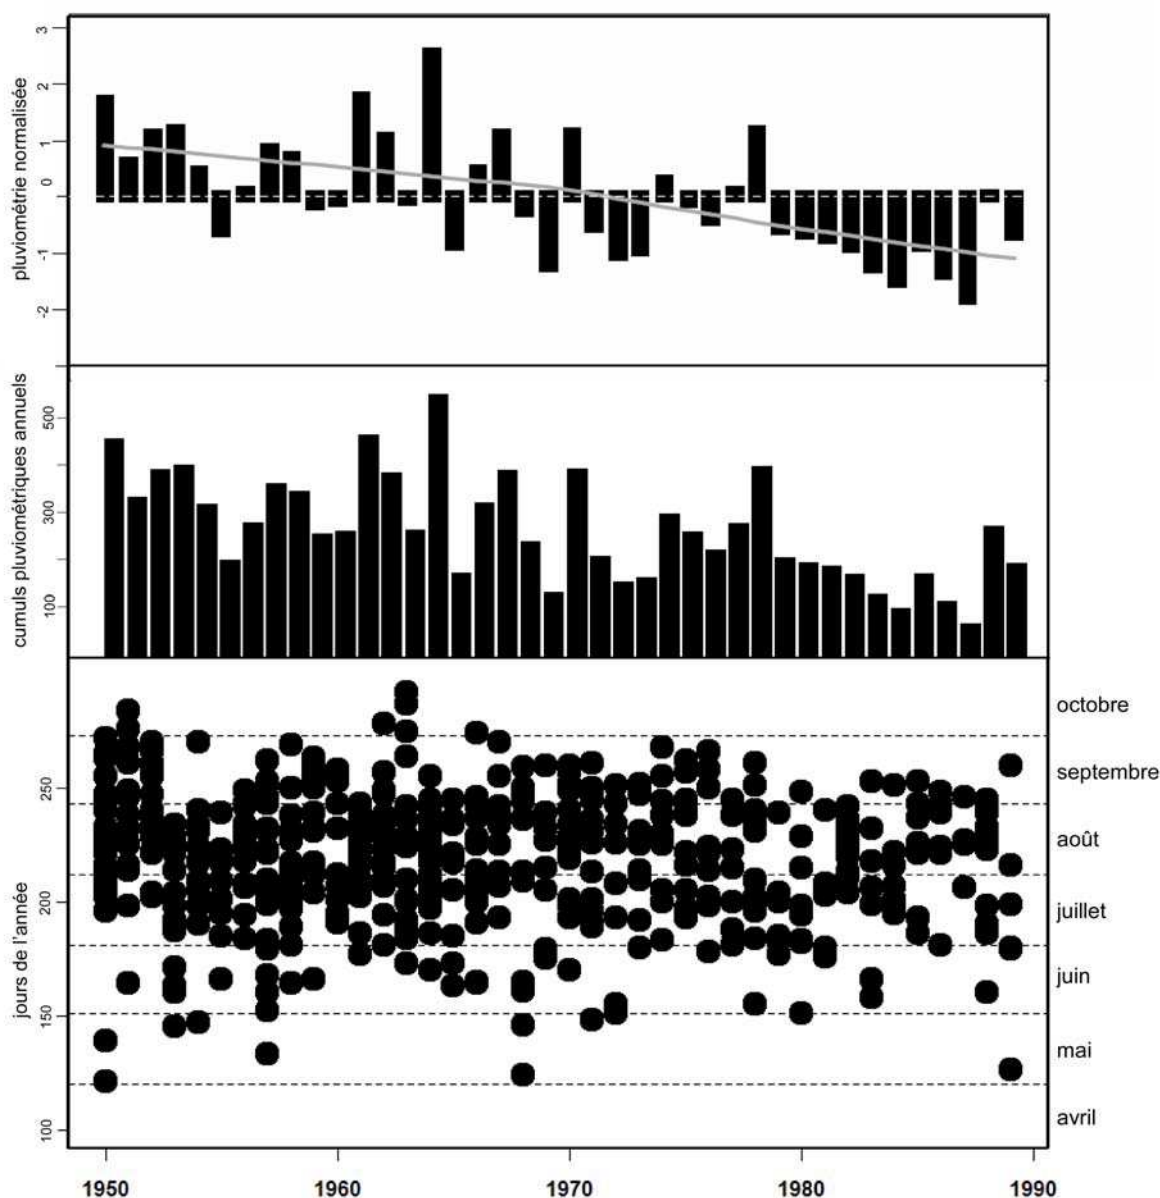 pluviométrie normalisée
3
2
1
0
-1
-2
cumuls pluviométriques annuels
500
300
100
jours de l'année
250
200
150
100
octobre
septembre
août
juillet
juin
mai
avril
1950 1960 1970 1980 1990